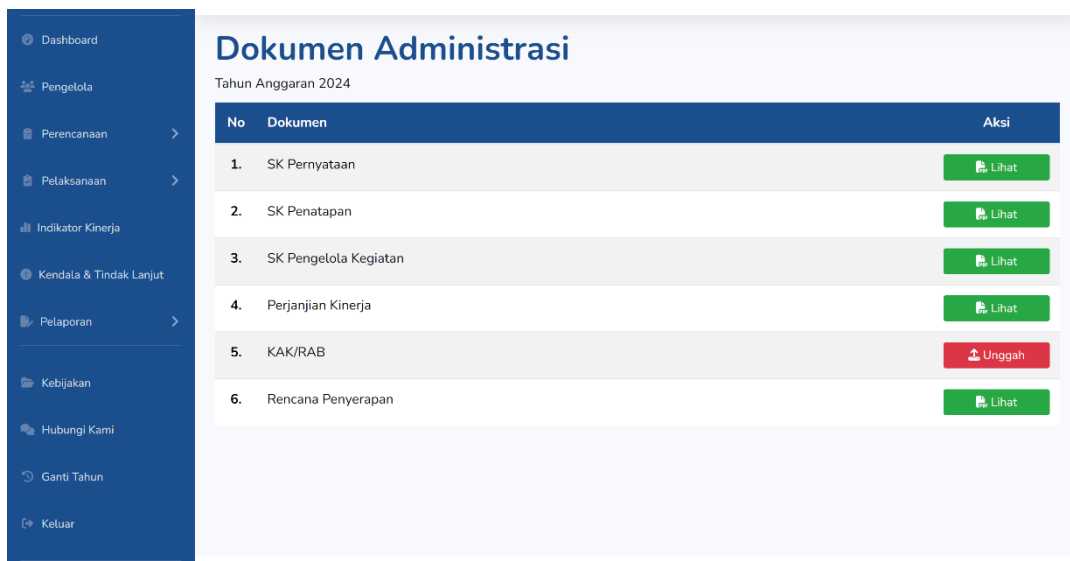 Dashboard
Pengelola
Perencanaan
Pelaksanaan
Indikator Kinerja
Kendala & Tindak Lanjut
Pelaporan
Kebijakan
Hubungi Kami
Ganti Tahun
Keluar
Dokumen Administrasi
Tahun Anggaran 2024
No Dokumen Aksi
1. SK Pernyataan Lihat
2. SK Penatapan Lihat
3. SK Pengelola Kegiatan Lihat
4. Perjanjian Kinerja Lihat
5. KAK/RAB Unggah
6. Rencana Penyerapan Lihat